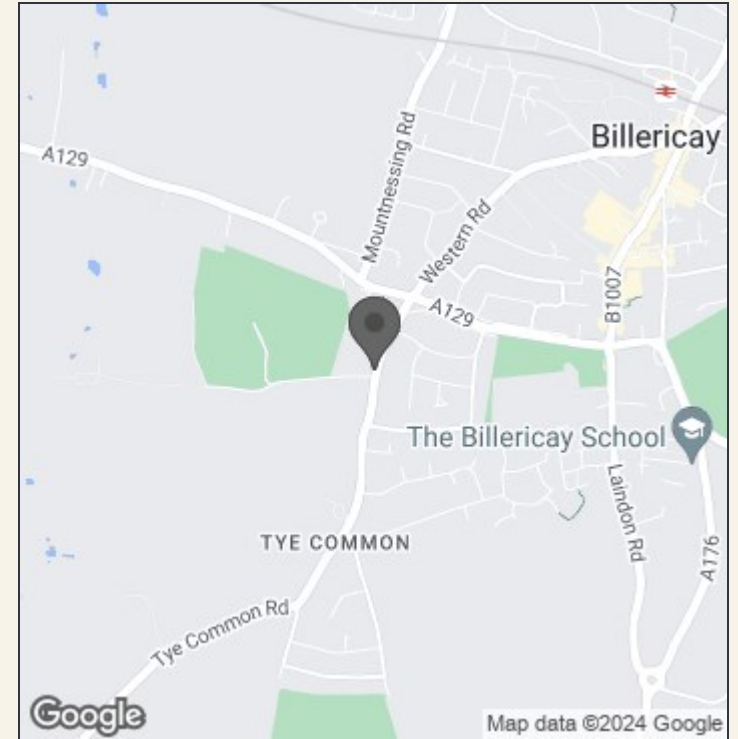 Billericay
A129
Mountnessing Rd
Western Rd
B1007
A129
The Billericay School
Laindon Rd
TYE COMMON
A176
Tye Common Rd
Google
Map data ©2024 Google